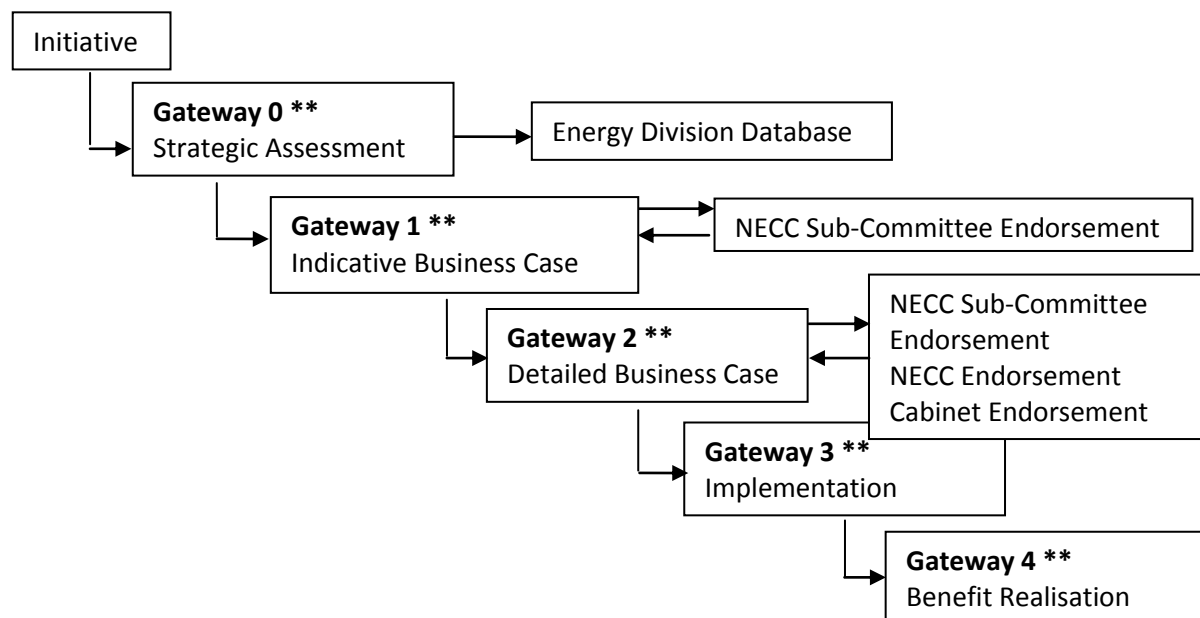 Initiative
Gateway 0 **
Strategic Assessment
Energy Division Database
Gateway 1 **
Indicative Business Case
NECC Sub-Committee Endorsement
Gateway 2 **
Detailed Business Case
NECC Sub-Committee
Endorsement
NECC Endorsement
Cabinet Endorsement
Gateway 3 **
Implementation
Gateway 4 **
Benefit Realisation